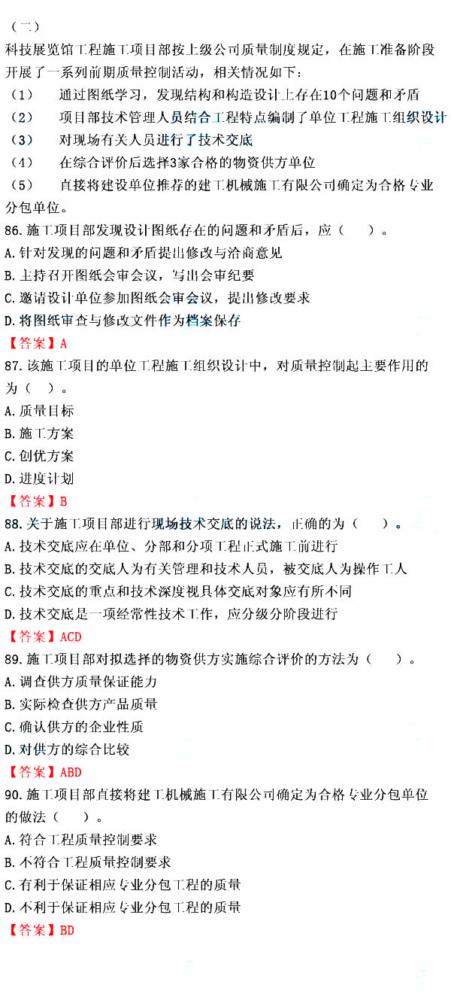 （二）
科技展览馆工程施工项目部按上级公司质量制度规定，在施工准备阶段
开展了一系列前期质量控制活动，相关情况如下：
（1） 通过图纸学习，发现结构和构造设计上存在10个问题和矛盾
（2） 项目部技术管理人员结合工程特点编制了单位工程施工组织设计
（3） 对现场有关人员进行了技术交底
（4） 在综合评价后选择3家合格的物资供方单位
（5） 直接将建设单位推荐的建工机械施工有限公司确定为合格专业
分包单位。
86.施工项目部发现设计图纸存在的问题和矛盾后，应（ ）。
A.针对发现的问题和矛盾提出修改与洽商意见
B.主持召开图纸会审会议，写出会审纪要
C.邀请设计单位参加图纸会审会议，提出修改要求
D.将图纸审查与修改文件作为档案保存
【答案】A
87.该施工项目的单位工程施工组织设计中，对质量控制起主要作用的
为（ ）。
A.质量目标
B.施工方案
C.创优方案
D.进度计划
【答案】B
88.关于施工项目部进行现场技术交底的说法，正确的为（ ）。
A.技术交底应在单位、分部和分项工程正式施工前进行
B.技术交底的交底人为有关管理和技术人员，被交底人为操作工人
C.技术交底的重点和技术深度视具体交底对象应有所不同
D.技术交底是一项经常性技术工作，应分级分阶段进行
【答案】ACD
89.施工项目部对拟选择的物资供方实施综合评价的方法为（ ）。
A.调查供方质量保证能力
B.实际检查供方产品质量
C.确认供方的企业性质
D.对供方的综合比较
【答案】ABD
90.施工项目部直接将建工机械施工有限公司确定为合格专业分包单位
的做法（ ）。
A.符合工程质量控制要求
B.不符合工程质量控制要求
C.有利于保证相应专业分包工程的质量
D.不利于保证相应专业分包工程的质量
【答案】BD